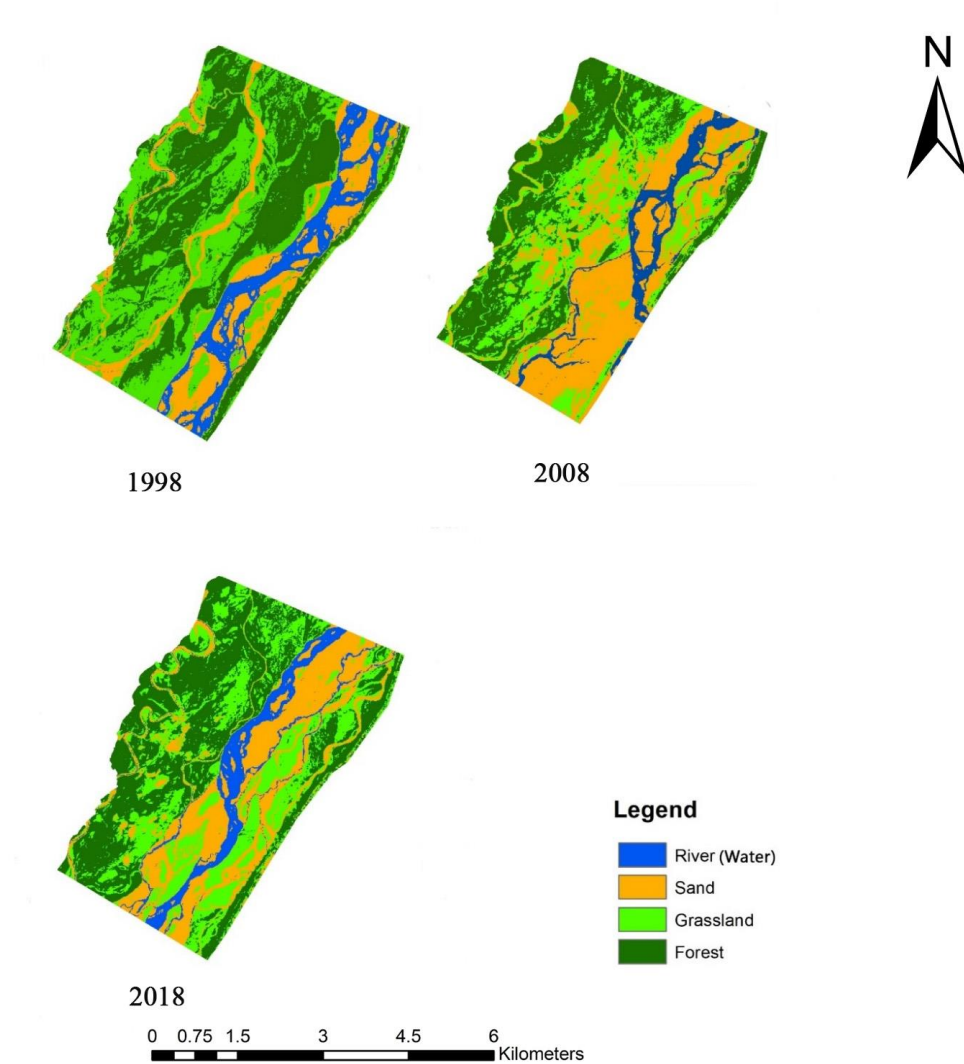 N
1998
2008
Legend
River (Water)
Sand
Grassland
Forest
2018
0 0.75 1.5 3 4.5 6
Kilometers